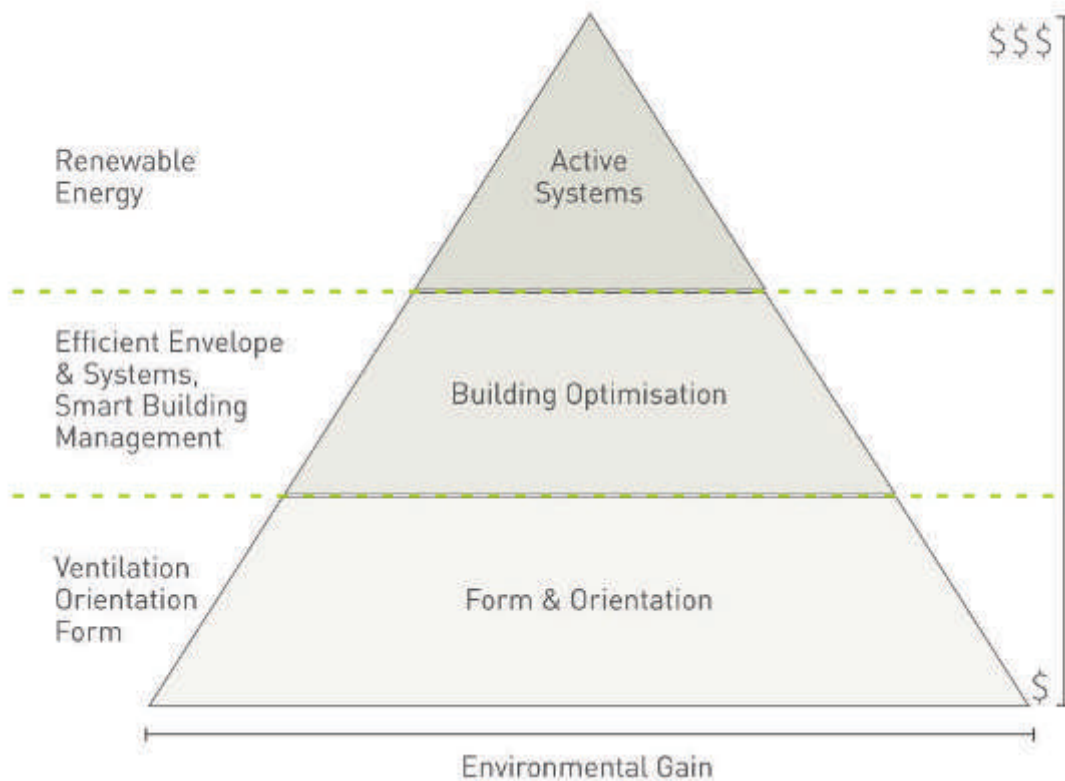 $$$
Renewable
Energy
Active
Systems
Efficient Envelope
& Systems,
Smart Building
Management
Building Optimisation
Ventilation
Orientation
Form
Form & Orientation
$
Environmental Gain